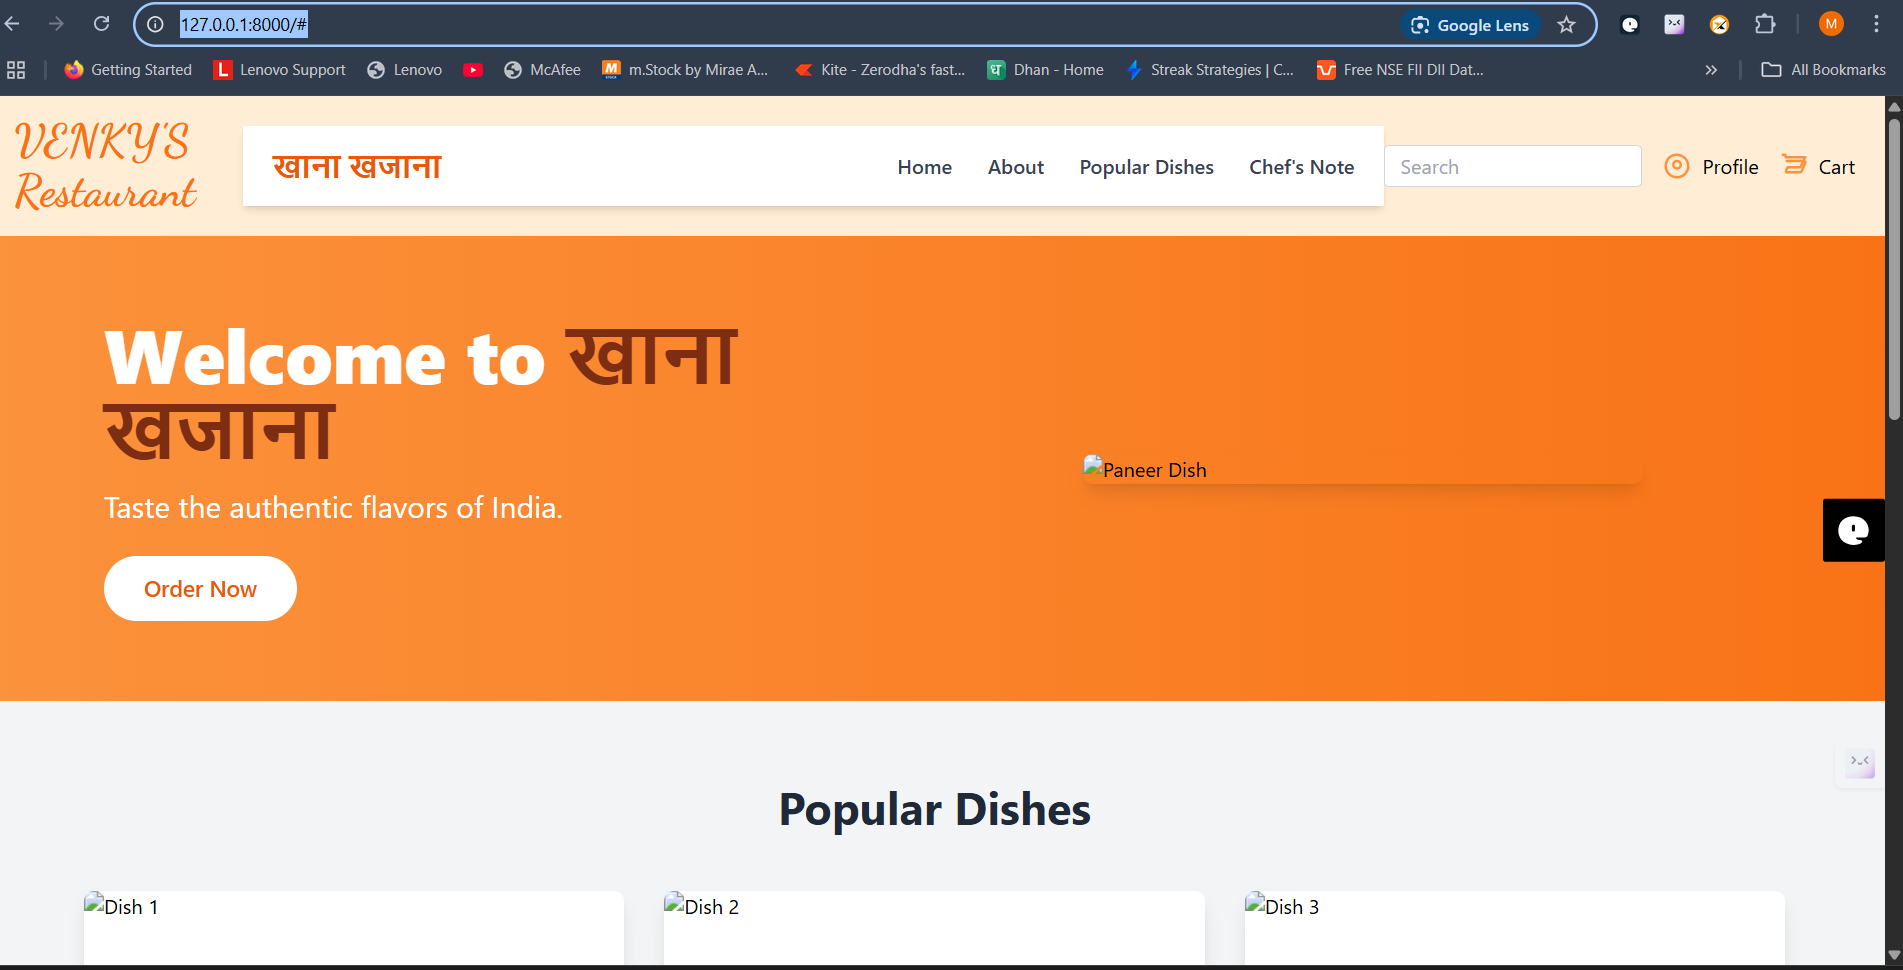 127.0.0.1:8000/#
Google Lens
M
Getting Started
Lenovo Support
Lenovo
McAfee
m.Stock by Mirae A...
Kite - Zerodha's fast...
Dhan - Home
Streak Strategies | C...
Free NSE FII DII Dat...
All Bookmarks
VENKY'S
Restaurant
खाना खजाना
Home
About
Popular Dishes
Chef's Note
Search
Profile
Cart
Welcome to खाना
खजाना
Taste the authentic flavors of India.
Order Now
Paneer Dish
Popular Dishes
Dish 1
Dish 2
Dish 3